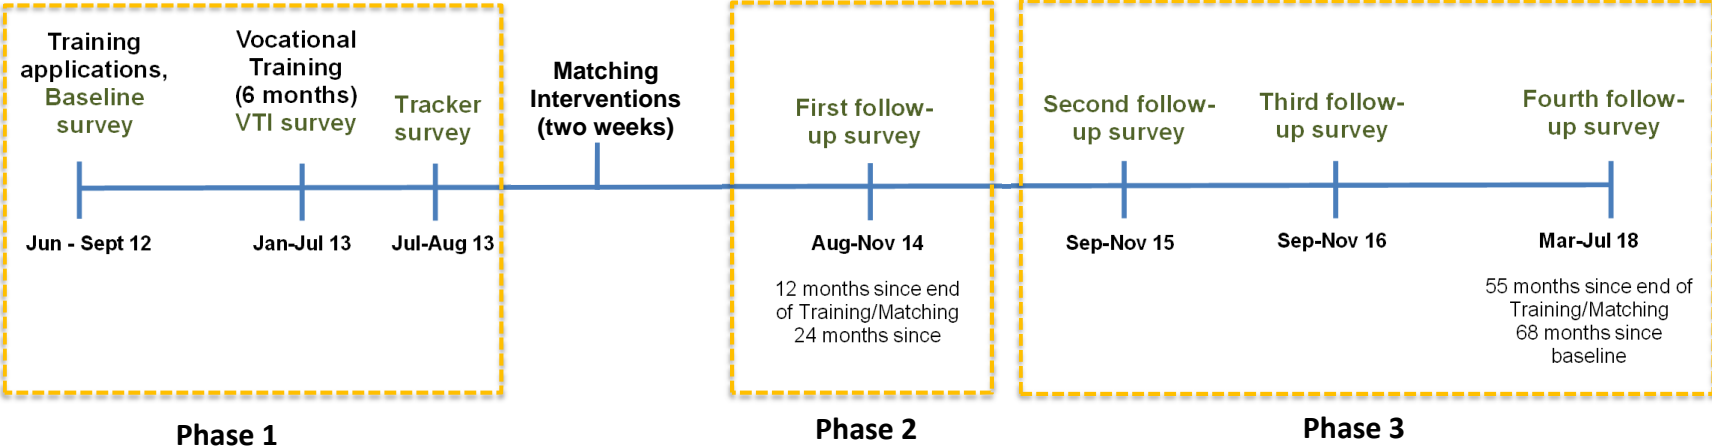 Training
applications,
Baseline
survey
Jun - Sept 12
Vocational
Training
(6 months)
VTI survey
Jan-Jul 13
Tracker
survey
Jul-Aug 13
Matching
Interventions
(two weeks)
First follow-
up survey
Aug-Nov 14
12 months since end
of Training/Matching
24 months since
Second follow-
up survey
Sep-Nov 15
Third follow-
up survey
Sep-Nov 16
Fourth follow-
up survey
Mar-Jul 18
55 months since end of
Training/Matching
68 months since
baseline
Phase 1
Phase 2
Phase 3